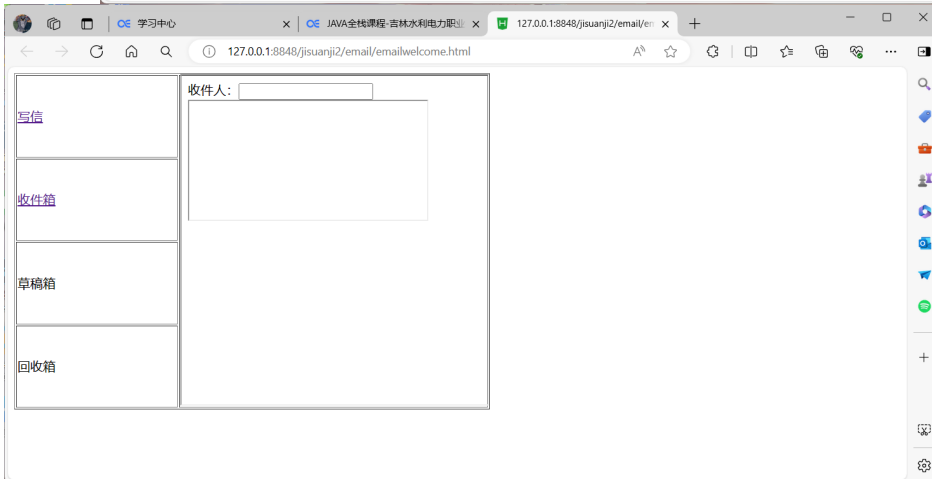 学习中心
JAVA全栈课程-吉林水利电力职业
127.0.0.1:8848/jisuanji2/email/en
127.0.0.1:8848/jisuanji2/email/emailwelcome.html
写信
收件人：
收件箱
草稿箱
回收箱